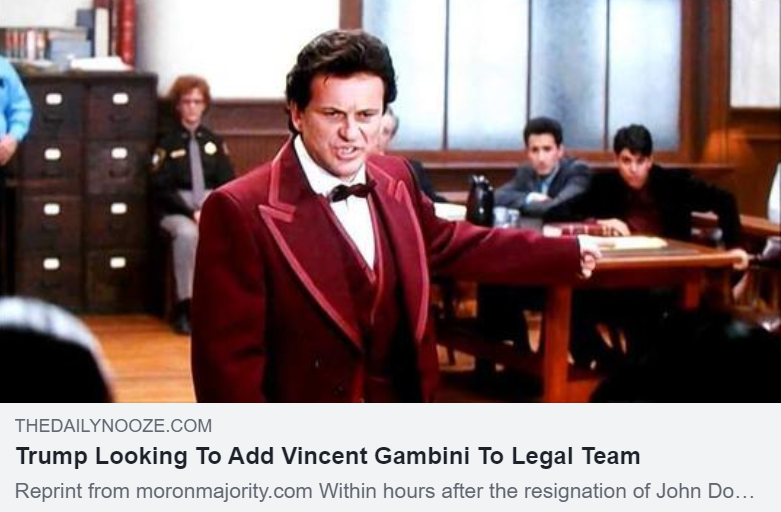 THEDAILYNOOZE.COM
Trump Looking To Add Vincent Gambini To Legal Team
Reprint from moronmajority.com Within hours after the resignation of John Do…